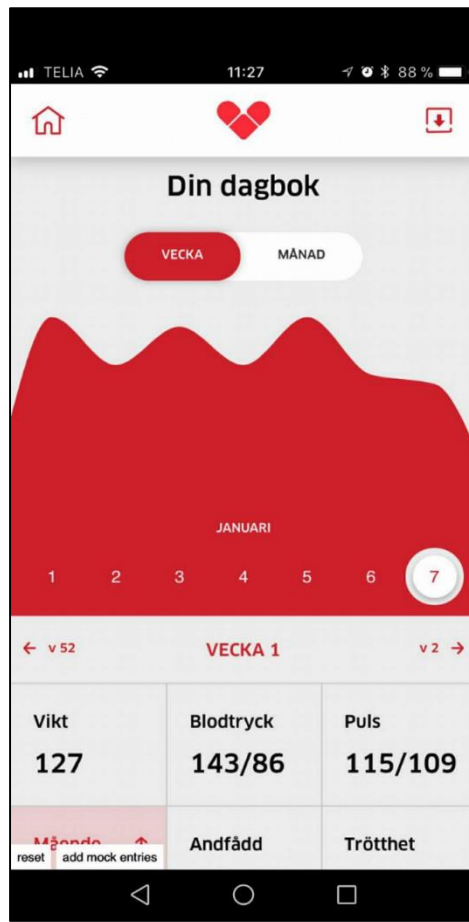 TELIA 11:27 88 %
Din dagbok
VECKA MÅNAD
JANUARI
1 2 3 4 5 6 7
← v 52 VECKA 1 v 2 →
Vikt Blodtryck Puls
127 143/86 115/109
Mående ↑ Andfådd Trötthet
reset add mock entries